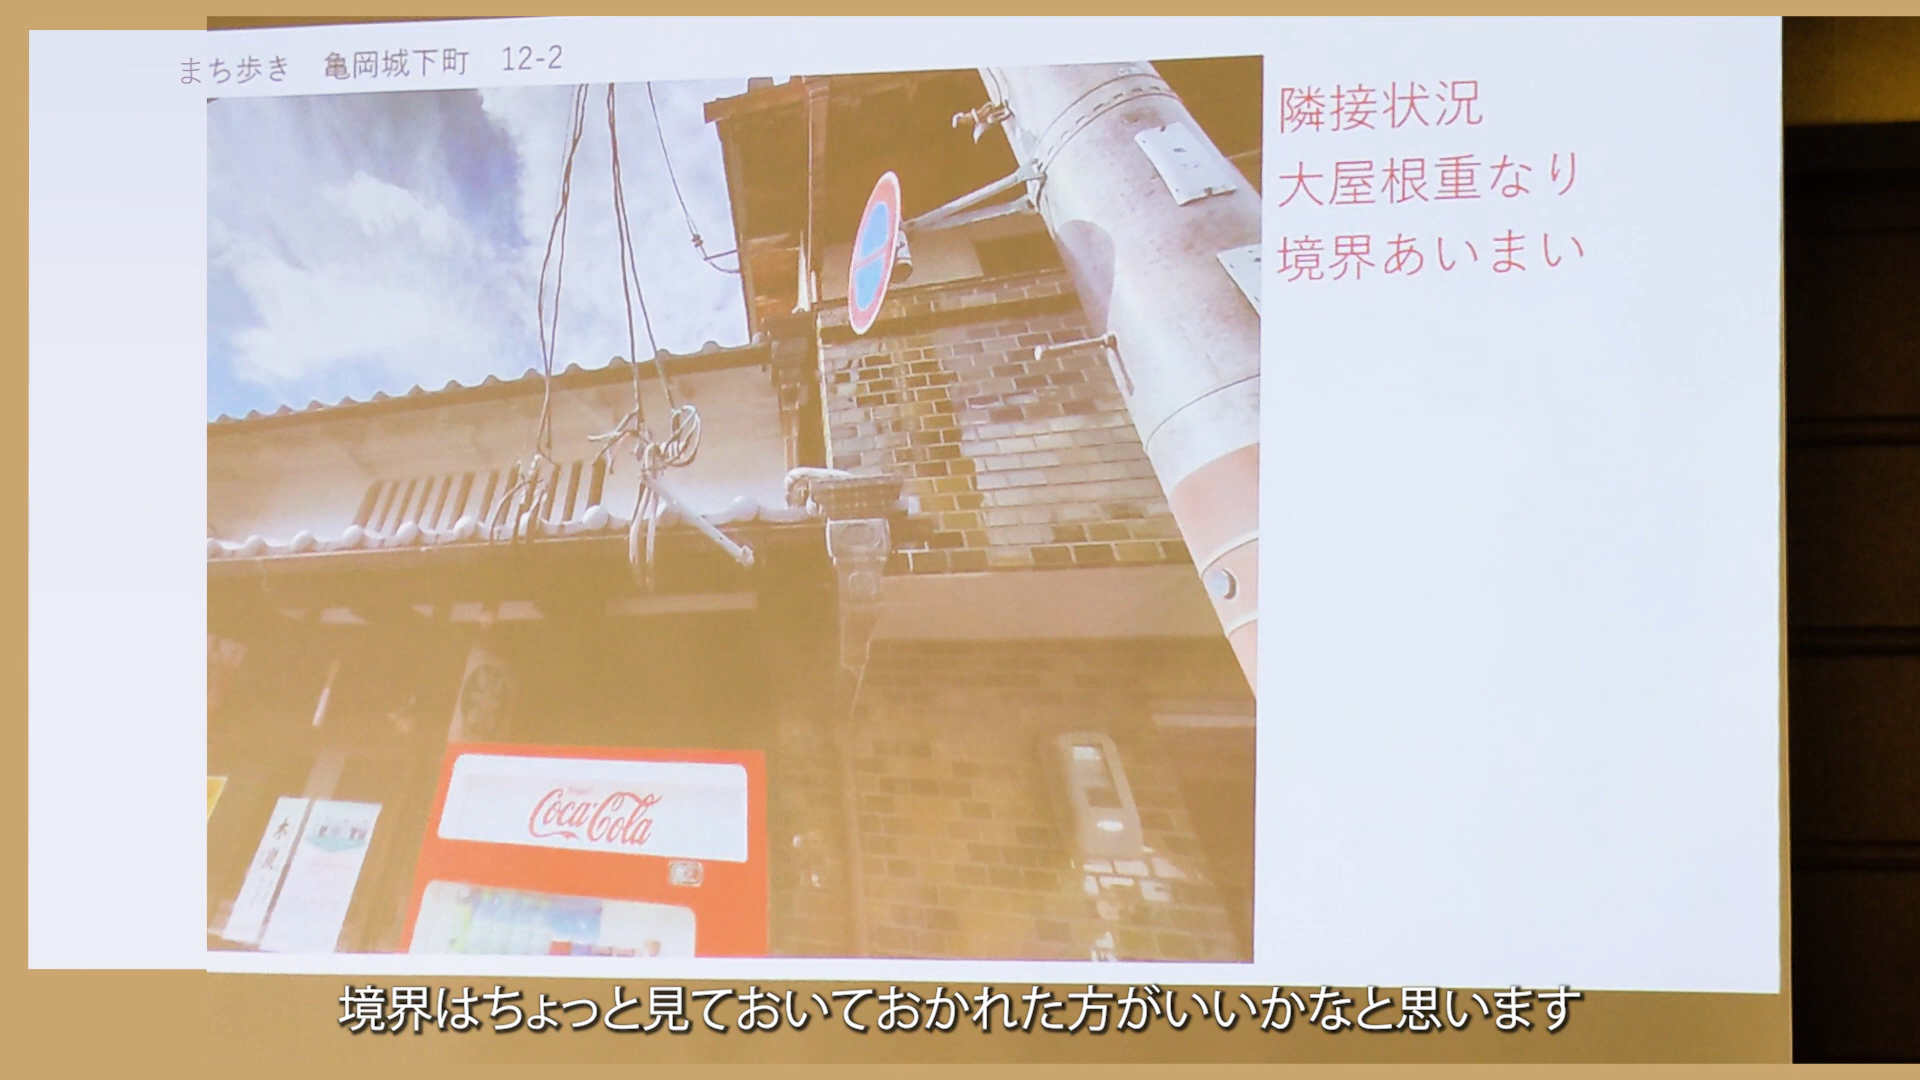 まち歩き　亀岡城下町　12-2
隣接状況
大屋根重なり
境界あいまい
Coca-Cola
境界はちょっと見ておいておかれた方がいいかなと思います